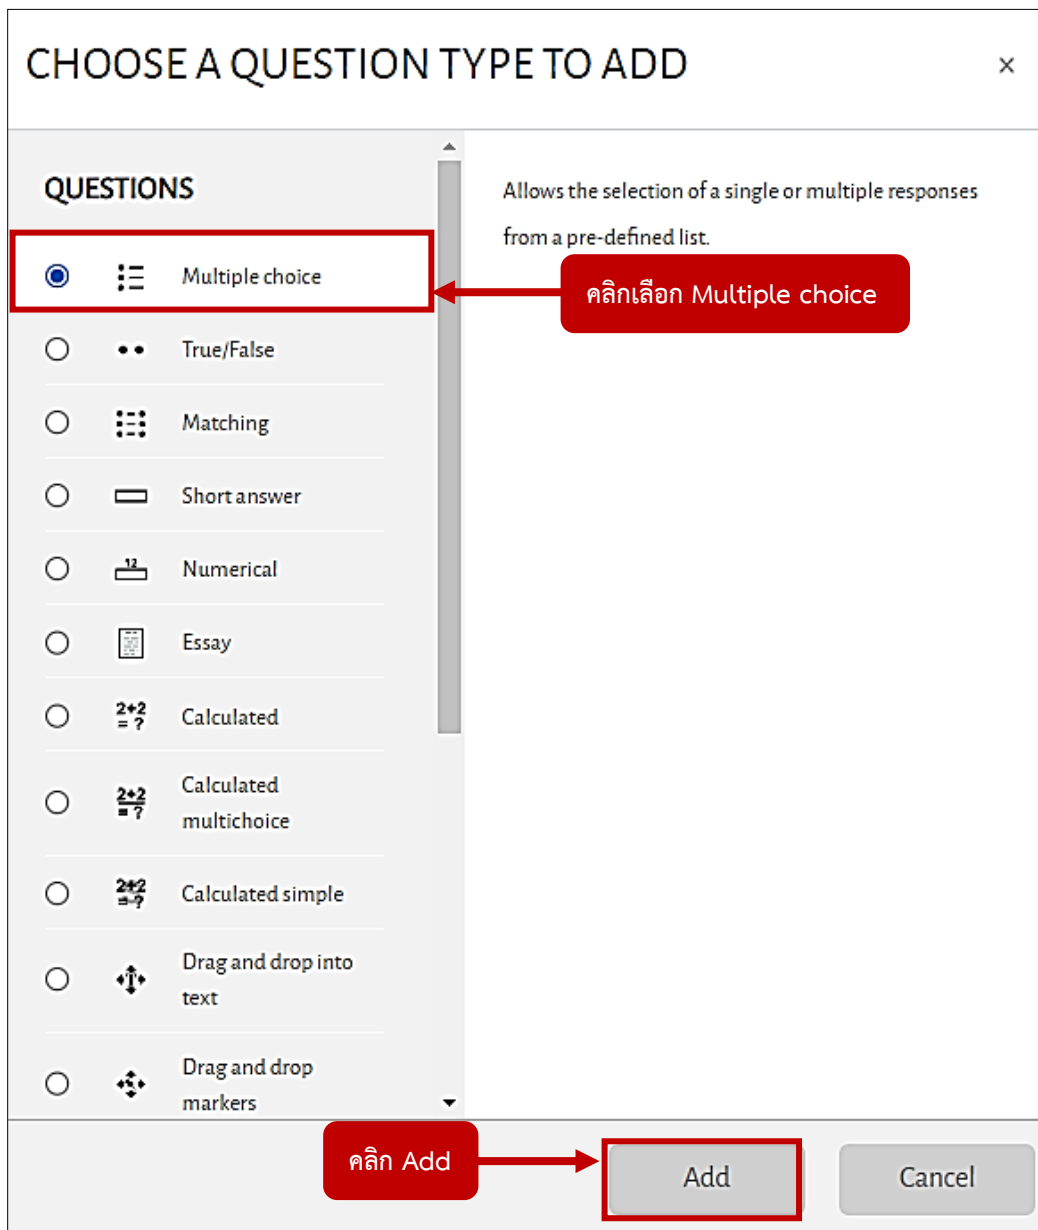 CHOOSE A QUESTION TYPE TO ADD
×
QUESTIONS
Multiple choice
True/False
Matching
Short answer
12
Numerical
Essay
2+2
= ?
Calculated
2+2
= ?
Calculated
multichoice
2+2
= ?
Calculated simple
Drag and drop into
text
Drag and drop
markers
Allows the selection of a single or multiple responses
from a pre-defined list.
คลิกเลือก Multiple choice
คลิก Add
Add
Cancel